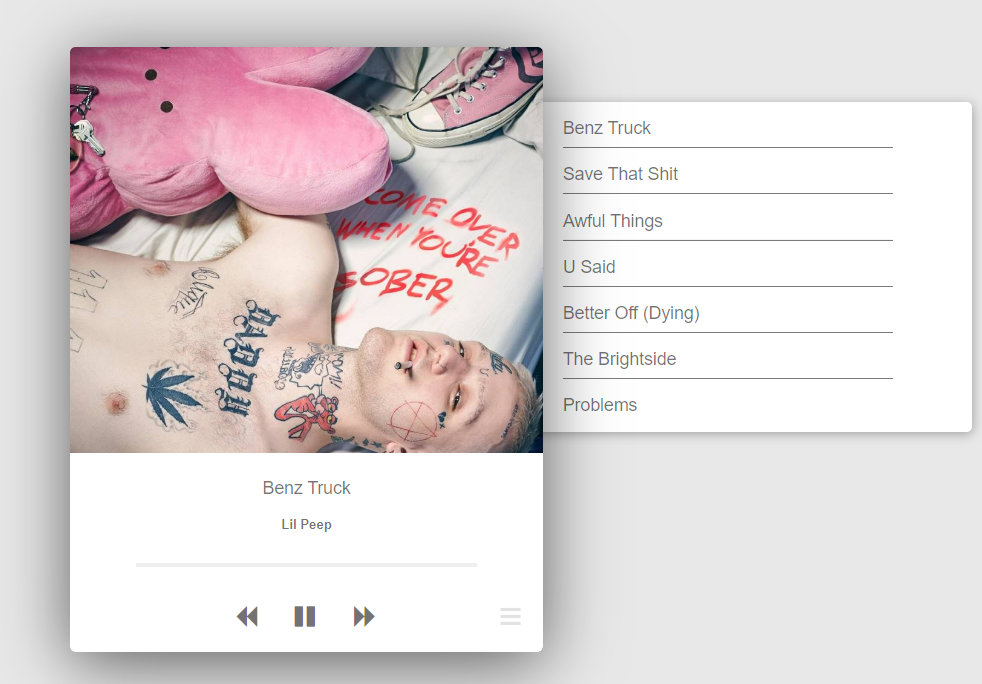 COME OVER
WHEN YOU'RE
SOBER
DADDY
Benz Truck
Lil Peep
Benz Truck
Save That Shit
Awful Things
U Said
Better Off (Dying)
The Brightside
Problems